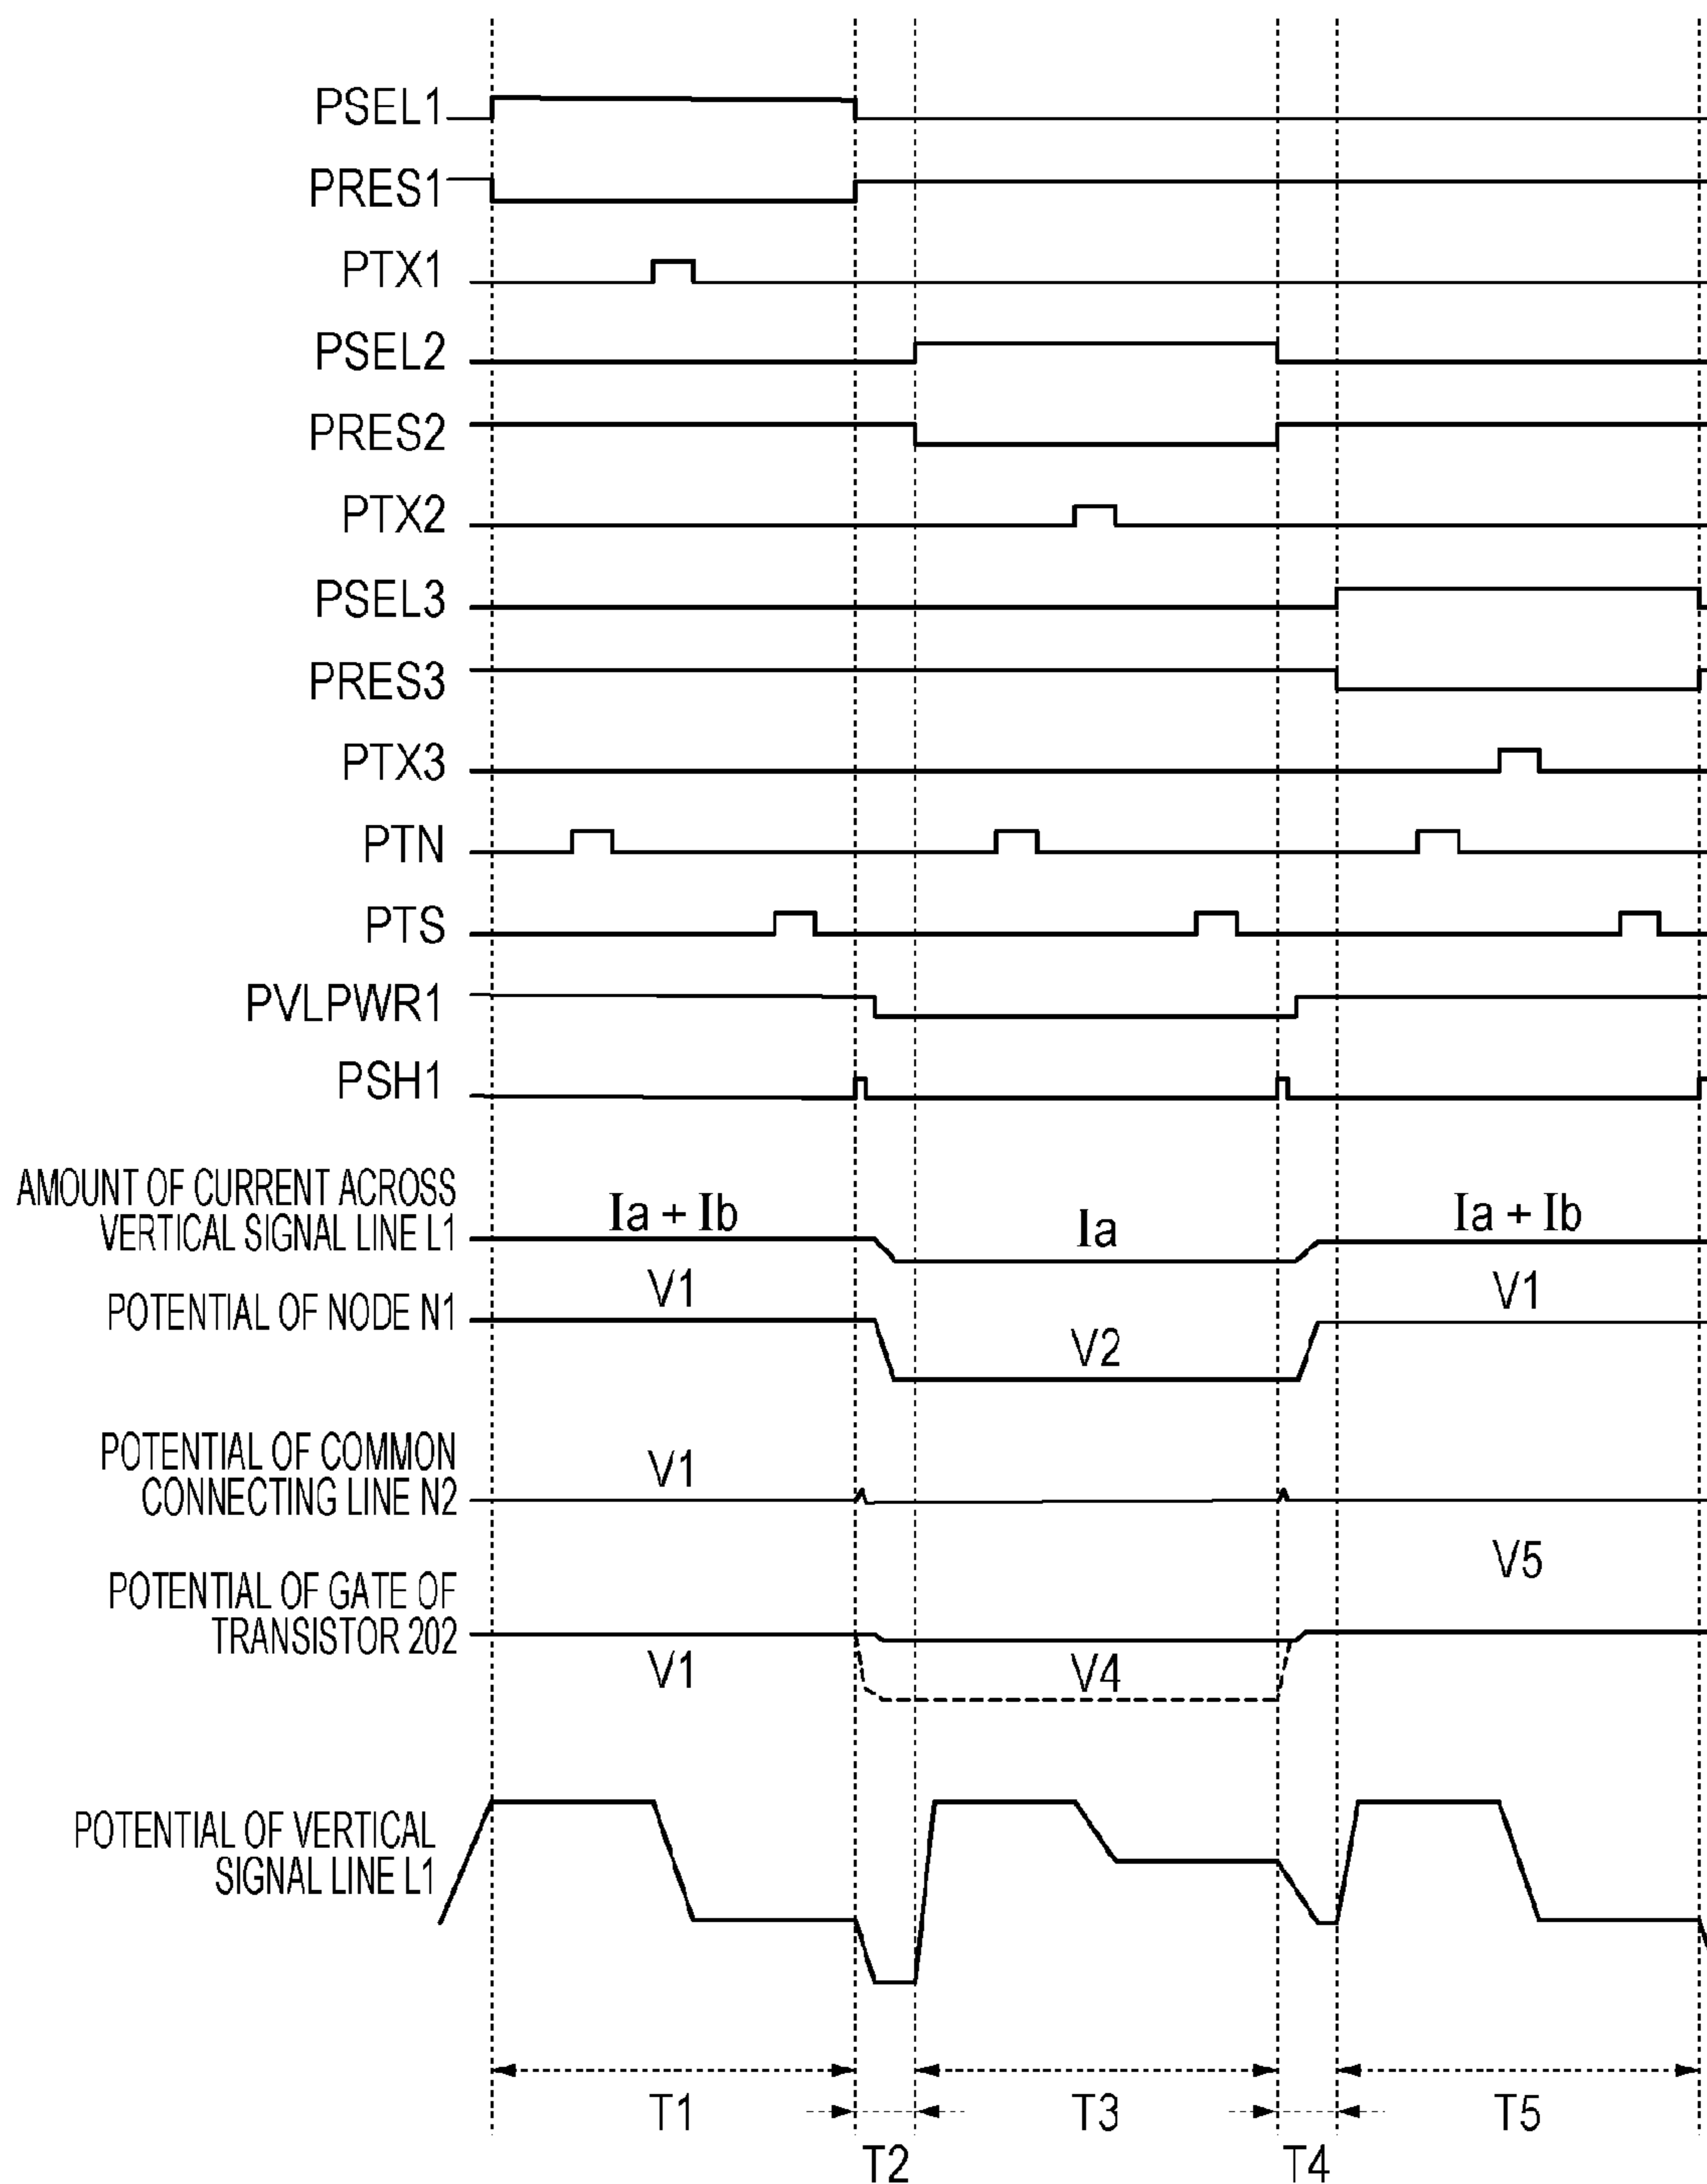 PSEL1
PRES1
PTX1
PSEL2
PRES2
PTX2
PSEL3
PRES3
PTX3
PTN
PTS
PVLPWR1
PSH1
AMOUNT OF CURRENT ACROSS
VERTICAL SIGNAL LINE L1
Ia + Ib
Ia
Ia + Ib
POTENTIAL OF NODE N1
V1
V2
V1
POTENTIAL OF COMMON
CONNECTING LINE N2
V1
POTENTIAL OF GATE OF
TRANSISTOR 202
V1
V4
V5
POTENTIAL OF VERTICAL
SIGNAL LINE L1
T1
T2
T3
T4
T5